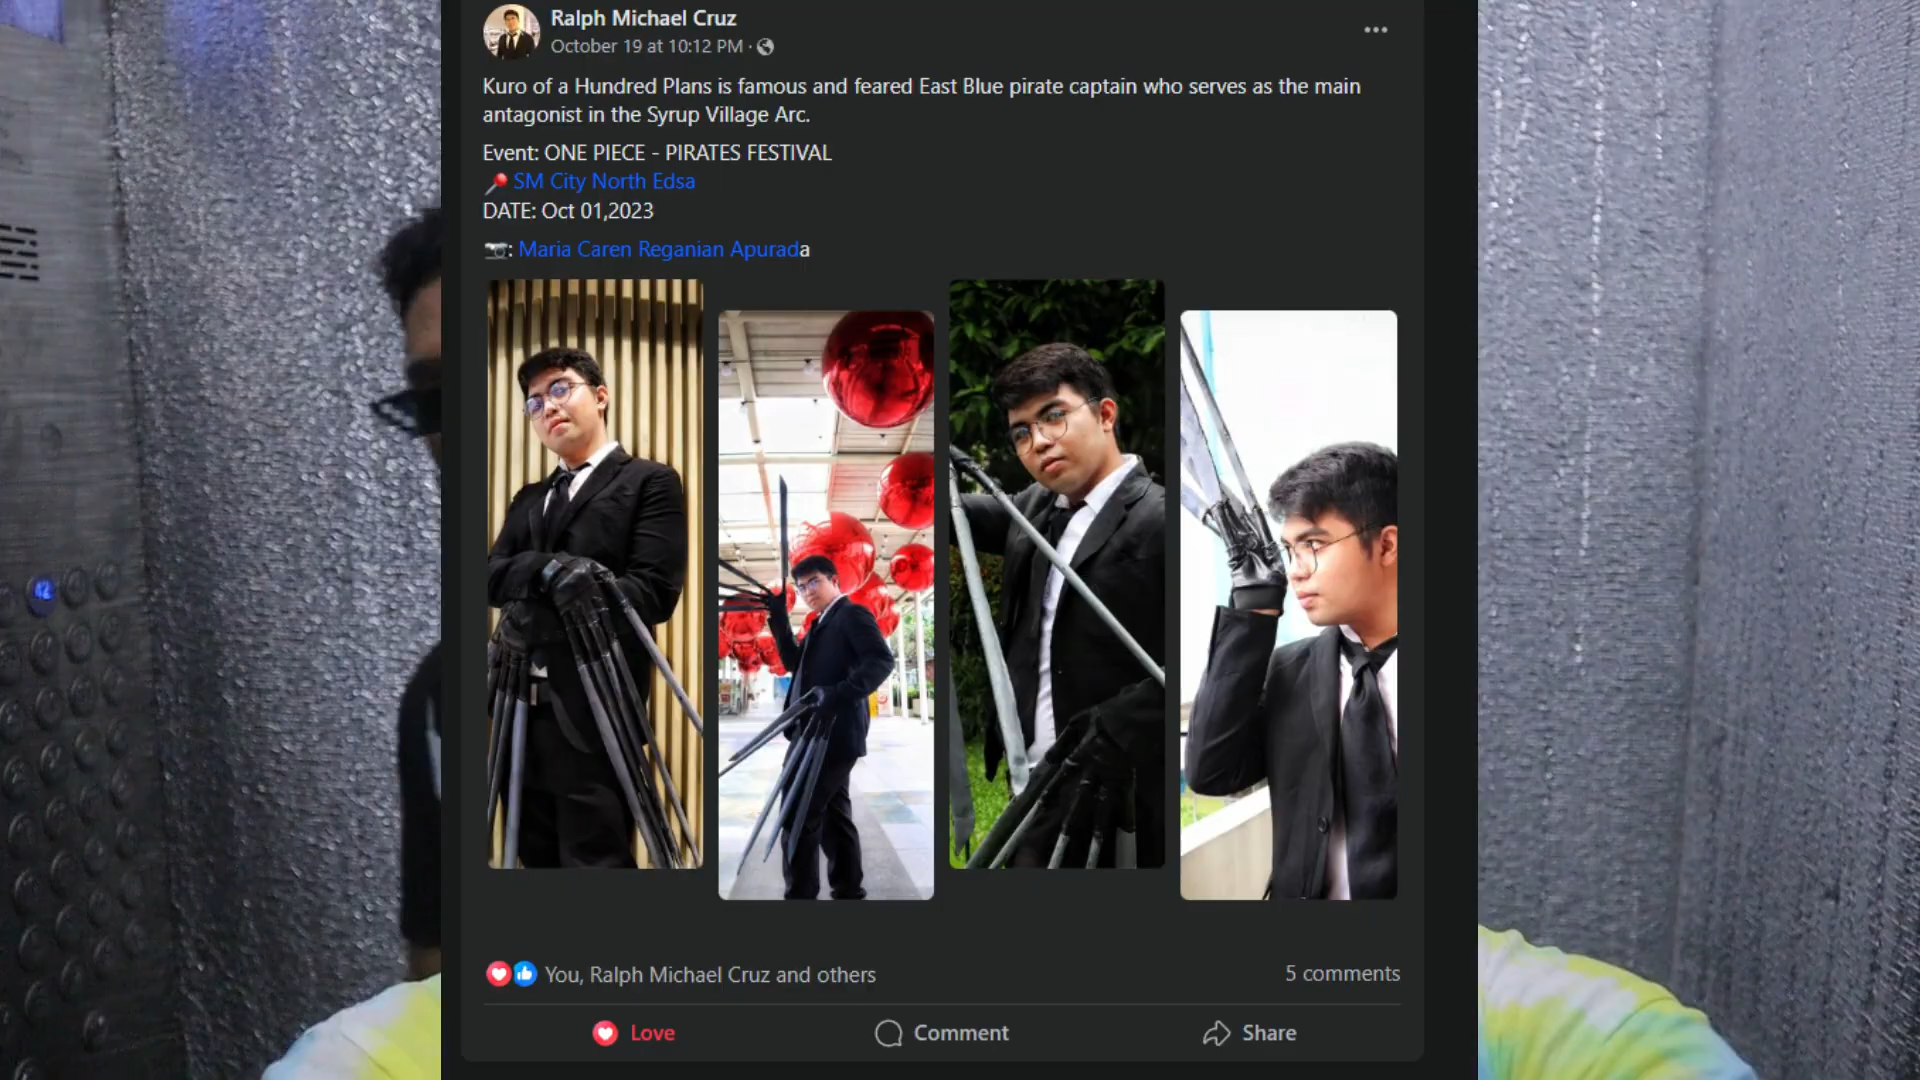 Ralph Michael Cruz
October 19 at 10:12 PM ·
Kuro of a Hundred Plans is famous and feared East Blue pirate captain who serves as the main
antagonist in the Syrup Village Arc.
Event: ONE PIECE - PIRATES FESTIVAL
SM City North Edsa
DATE: Oct 01,2023
: Maria Caren Reganian Apurada
You, Ralph Michael Cruz and others
5 comments
Love
Comment
Share